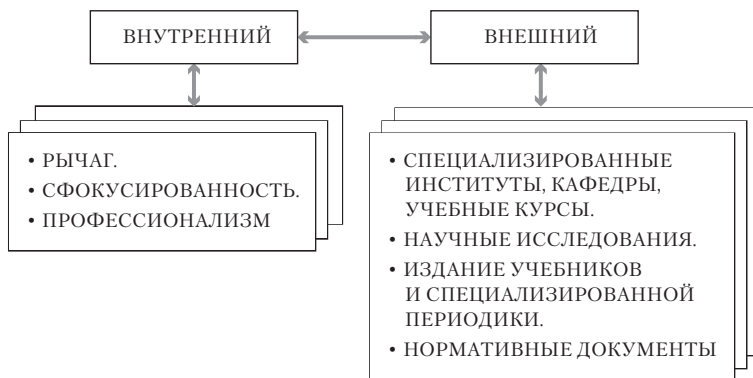 ВНУТРЕННИЙ
ВНЕШНИЙ
• РЫЧАГ.
• СФОКУСИРОВАННОСТЬ.
• ПРОФЕССИОНАЛИЗМ
• СПЕЦИАЛИЗИРОВАННЫЕ
ИНСТИТУТЫ, КАФЕДРЫ,
УЧЕБНЫЕ КУРСЫ.
• НАУЧНЫЕ ИССЛЕДОВАНИЯ.
• ИЗДАНИЕ УЧЕБНИКОВ
И СПЕЦИАЛИЗИРОВАННОЙ
ПЕРИОДИКИ.
• НОРМАТИВНЫЕ ДОКУМЕНТЫ